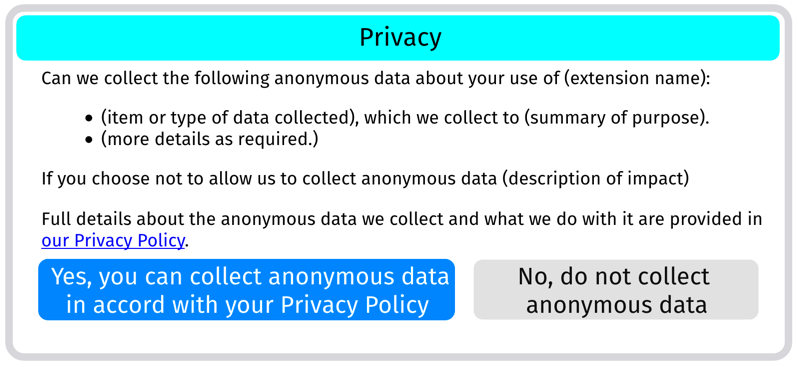 Privacy
Can we collect the following anonymous data about your use of (extension name):
• (item or type of data collected), which we collect to (summary of purpose).
• (more details as required.)
If you choose not to allow us to collect anonymous data (description of impact)
Full details about the anonymous data we collect and what we do with it are provided in
our Privacy Policy.
Yes, you can collect anonymous data
in accord with your Privacy Policy
No, do not collect
anonymous data